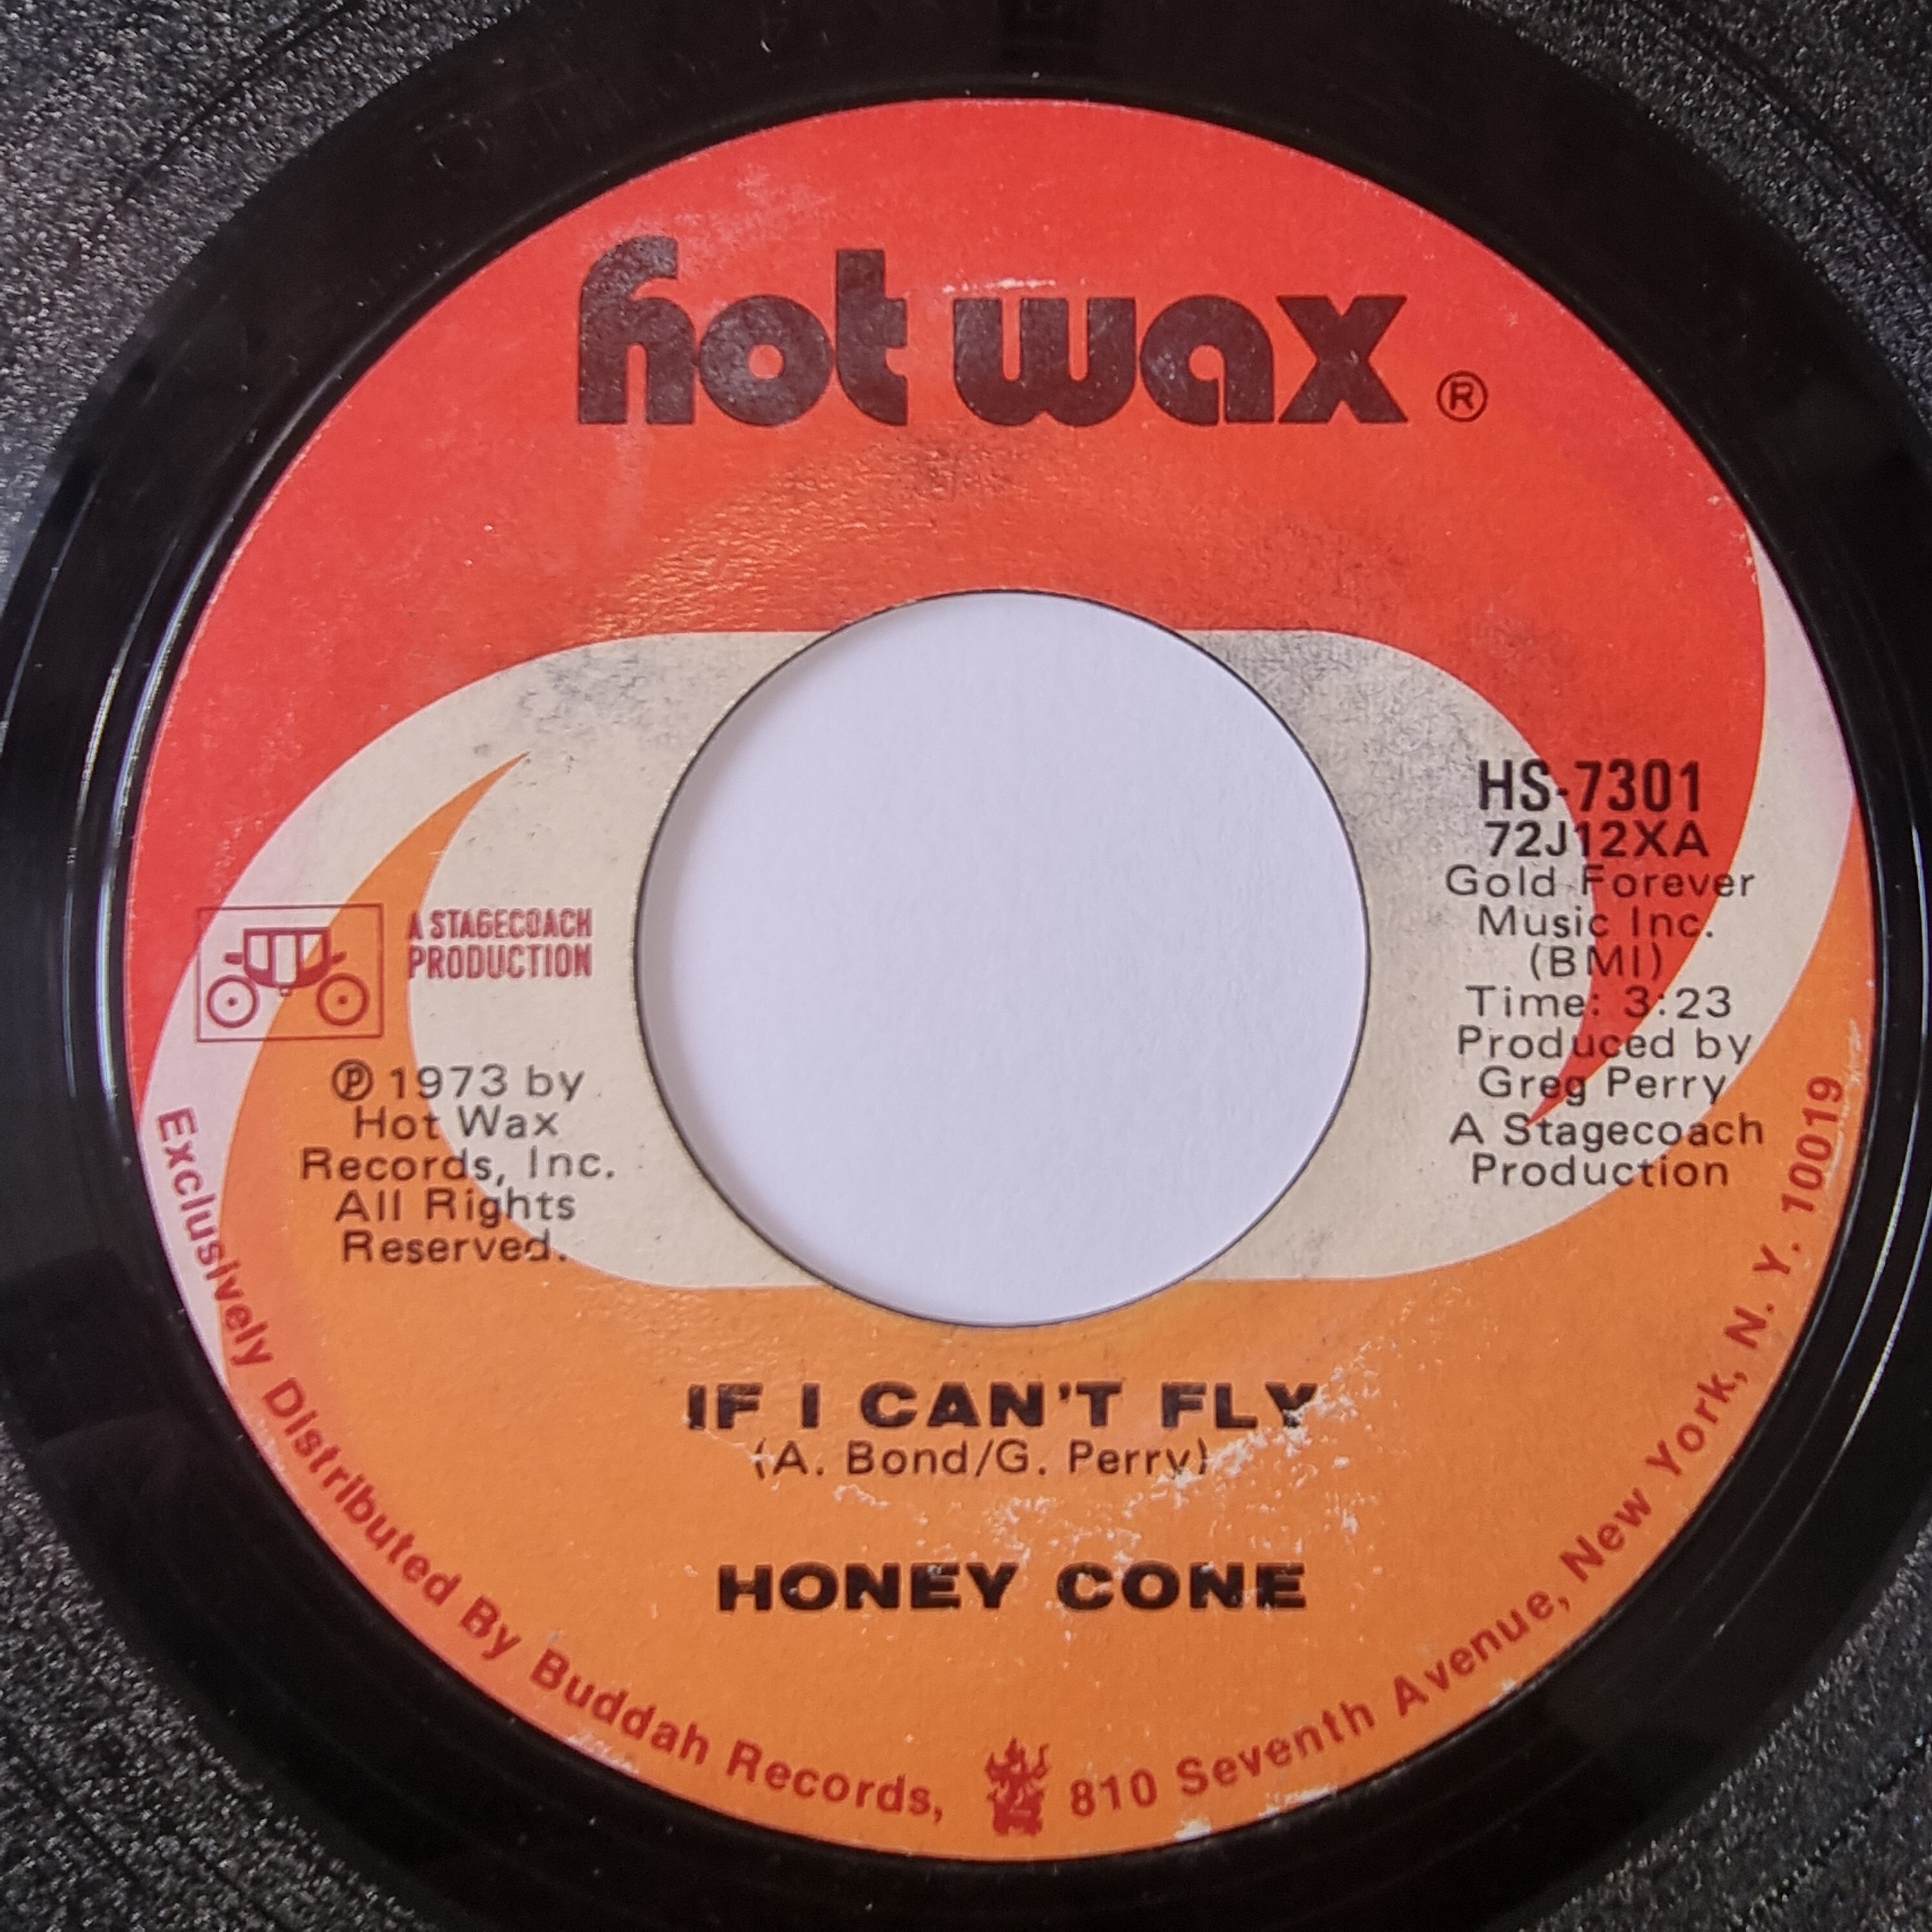 hot wax ®
HS-7301
72J12XA
Gold Forever
Music Inc.
(BMI)
Time: 3:23
Produced by
Greg Perry
A Stagecoach
Production
A STAGECOACH
PRODUCTION
℗ 1973 by
Hot Wax
Records, Inc.
All Rights
Reserved.
IF I CAN'T FLY
(A. Bond/G. Perry)
HONEY CONE
Exclusively Distributed By Buddah Records, 810 Seventh Avenue, New York, N.Y. 10019